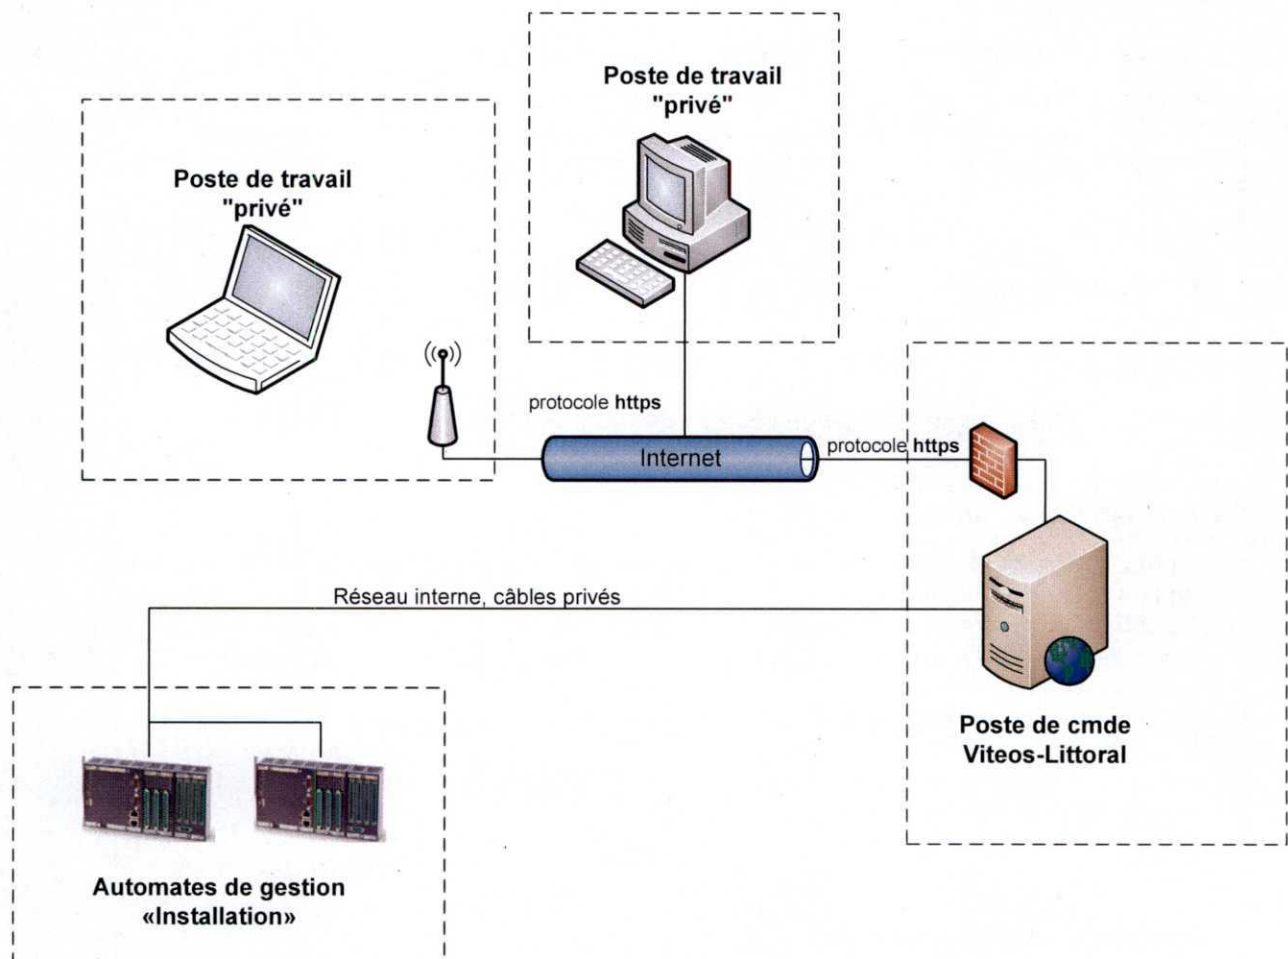 Poste de travail
"privé"
Poste de travail
"privé"
protocole https
Internet
protocole https
Réseau interne, câbles privés
Poste de cmde
Viteos-Littoral
Automates de gestion
«Installation»